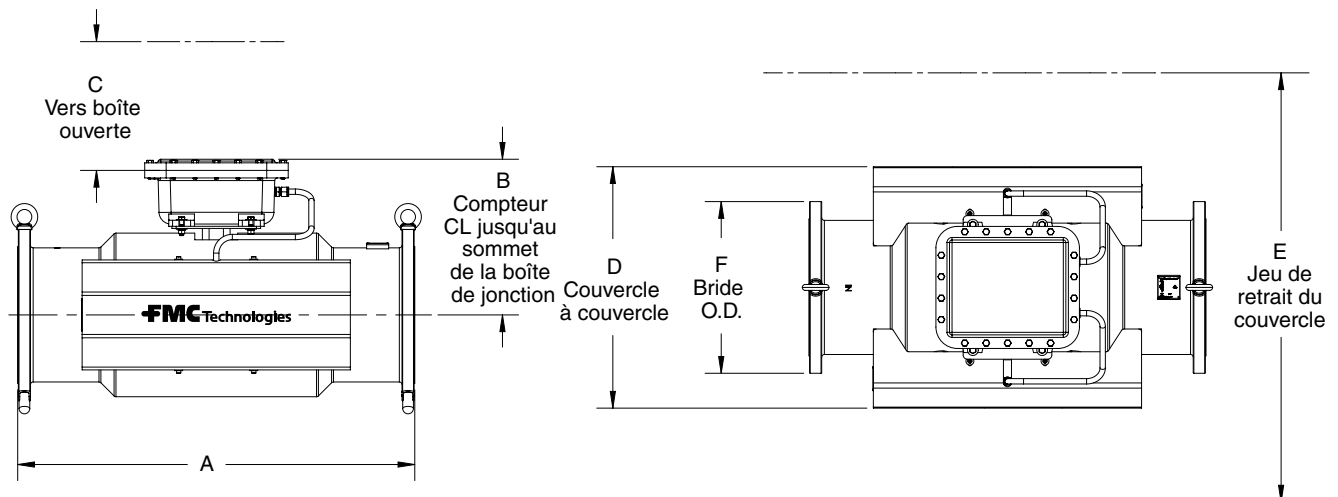 C
Vers boîte
ouverte
B
Compteur
CL jusqu'au
sommet
de la boîte
de jonction
FMC Technologies
A
D
Couvercle
à couvercle
F
Bride
O.D.
E
Jeu de
retrait du
couvercle